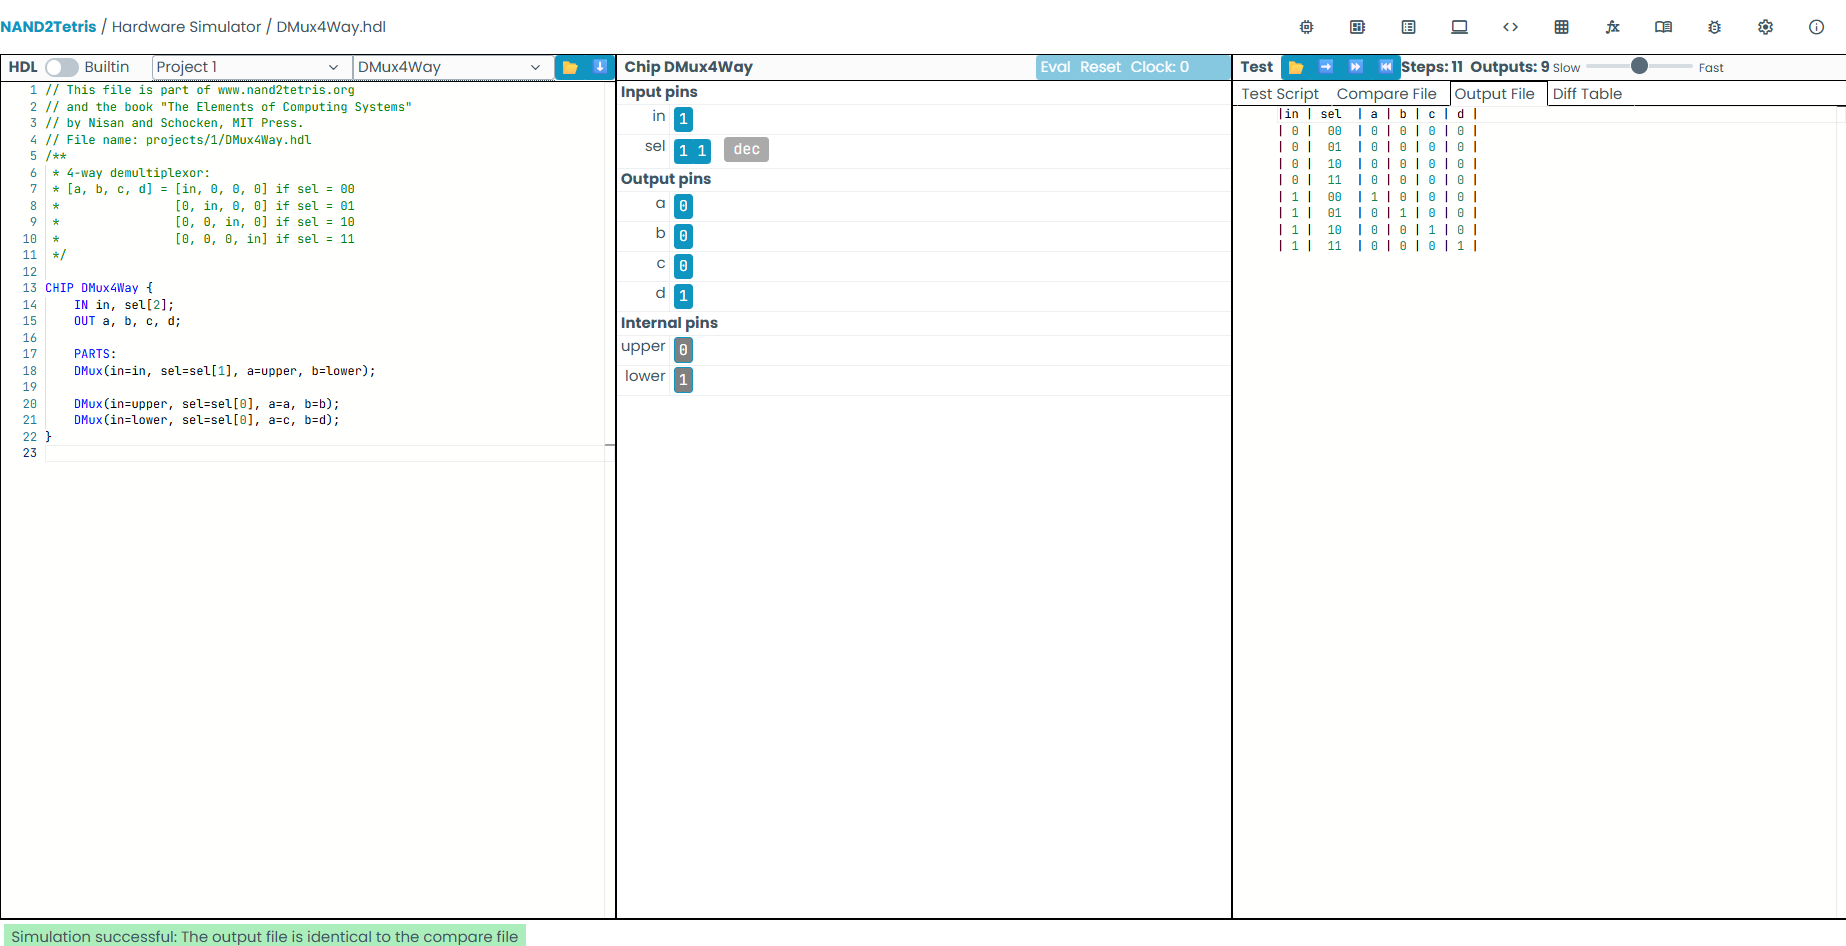 NAND2Tetris / Hardware Simulator / DMux4Way.hdl
HDL Builtin Project 1 DMux4Way
1 // This file is part of www.nand2tetris.org
2 // and the book "The Elements of Computing Systems"
3 // by Nisan and Schocken, MIT Press.
4 // File name: projects/1/DMux4Way.hdl
5 /**
6  * 4-way demultiplexor:
7  * [a, b, c, d] = [in, 0, 0, 0] if sel = 00
8  *                [0, in, 0, 0] if sel = 01
9  *                [0, 0, in, 0] if sel = 10
10  *                [0, 0, 0, in] if sel = 11
11  */
12
13 CHIP DMux4Way {
14     IN in, sel[2];
15     OUT a, b, c, d;
16
17     PARTS:
18     DMux(in=in, sel=sel[1], a=upper, b=lower);
19
20     DMux(in=upper, sel=sel[0], a=a, b=b);
21     DMux(in=lower, sel=sel[0], a=c, b=d);
22 }
23
Chip DMux4Way Eval Reset Clock: 0
Input pins
in 1
sel 1 1 dec
Output pins
a 0
b 0
c 0
d 1
Internal pins
upper 0
lower 1
Test Steps: 11 Outputs: 9 Slow Fast
Test Script Compare File Output File Diff Table
|in | sel  | a | b | c | d |
| 0 |  00  | 0 | 0 | 0 | 0 |
| 0 |  01  | 0 | 0 | 0 | 0 |
| 0 |  10  | 0 | 0 | 0 | 0 |
| 0 |  11  | 0 | 0 | 0 | 0 |
| 1 |  00  | 1 | 0 | 0 | 0 |
| 1 |  01  | 0 | 1 | 0 | 0 |
| 1 |  10  | 0 | 0 | 1 | 0 |
| 1 |  11  | 0 | 0 | 0 | 1 |
Simulation successful: The output file is identical to the compare file